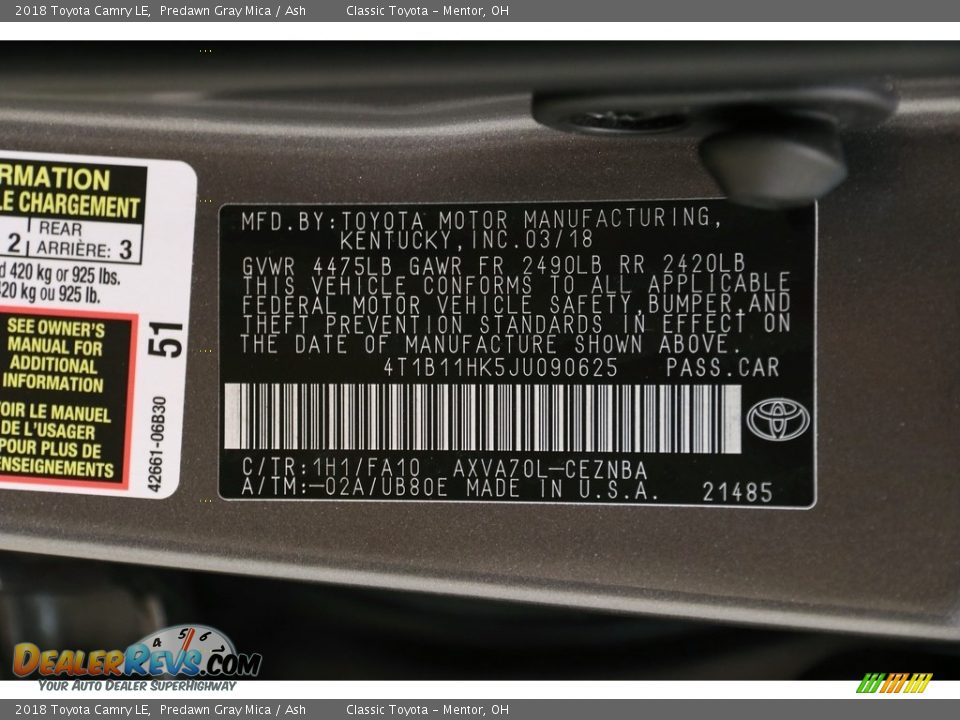 2018 Toyota Camry LE, Predawn Gray Mica / Ash Classic Toyota – Mentor, OH
RMATION
LE CHARGEMENT
2 REAR
ARRIÈRE: 3
420 kg or 925 lbs.
420 kg ou 925 lb.
SEE OWNER'S
MANUAL FOR
ADDITIONAL
INFORMATION
OIR LE MANUEL
DE L'USAGER
POUR PLUS DE
ENSEIGNEMENTS
51
42661-06B30
MFD.BY:TOYOTA MOTOR MANUFACTURING,
KENTUCKY,INC.03/18
GVWR 4475LB GAWR FR 2490LB RR 2420LB
THIS VEHICLE CONFORMS TO ALL APPLICABLE
FEDERAL MOTOR VEHICLE SAFETY,BUMPER,AND
THEFT PREVENTION STANDARDS IN EFFECT ON
THE DATE OF MANUFACTURE SHOWN ABOVE.
4T1B11HK5JU090625 PASS.CAR
C/TR:1H1/FA10 AXVA70L-CEZNBA
A/TM:-02A/UB80E MADE IN U.S.A. 21485
4 5 6
DEALERREVS.COM
YOUR AUTO DEALER SUPERHIGHWAY
2018 Toyota Camry LE, Predawn Gray Mica / Ash Classic Toyota – Mentor, OH